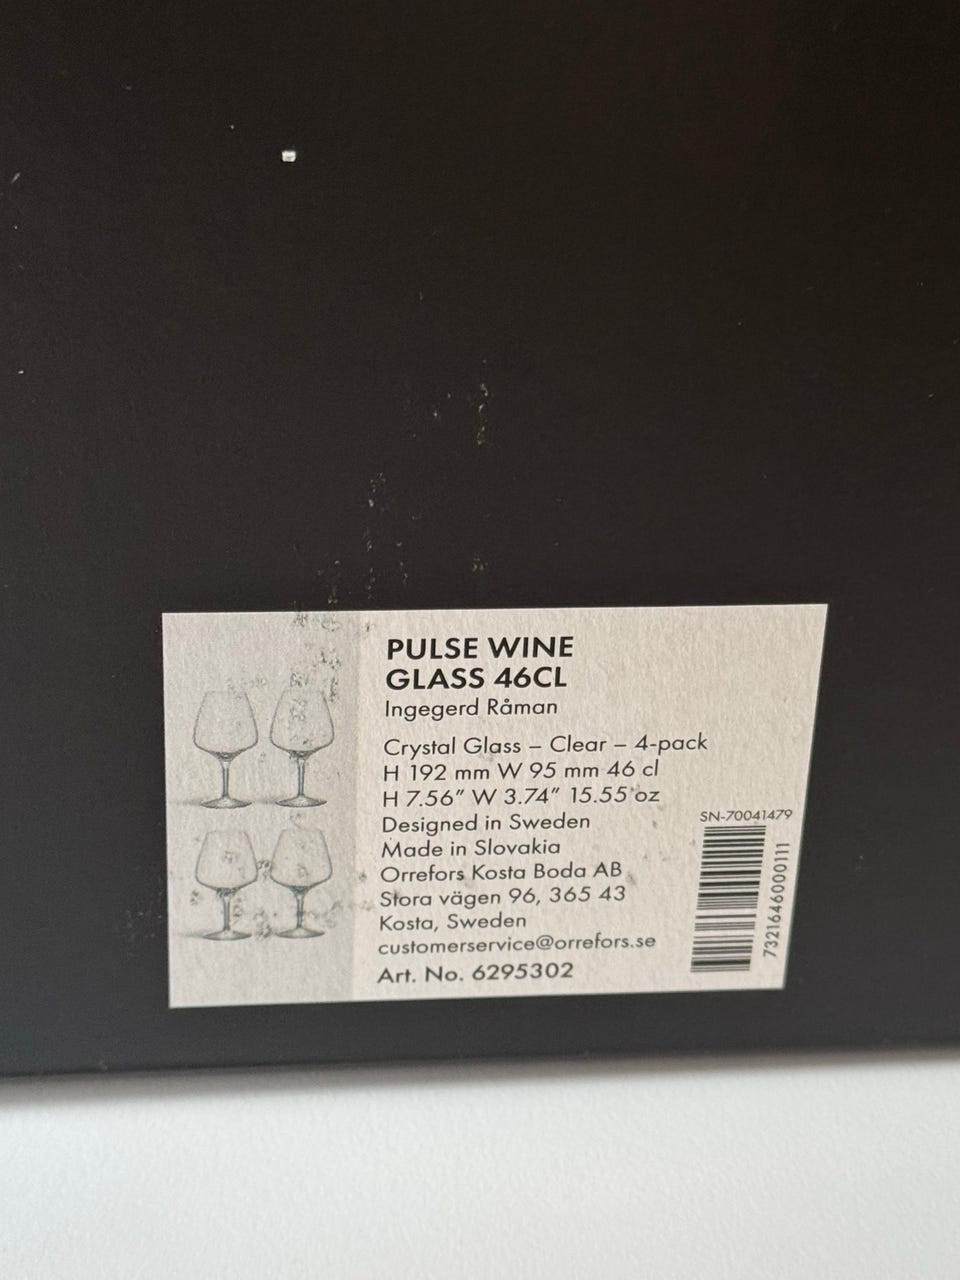 PULSE WINE
GLASS 46CL
Ingegerd Råman
Crystal Glass – Clear – 4-pack
H 192 mm W 95 mm 46 cl
H 7.56” W 3.74” 15.55 oz
Designed in Sweden
Made in Slovakia
Orrefors Kosta Boda AB
Stora vägen 96, 365 43
Kosta, Sweden
customerservice@orrefors.se
Art. No. 6295302
SN-70041479
7321646000111